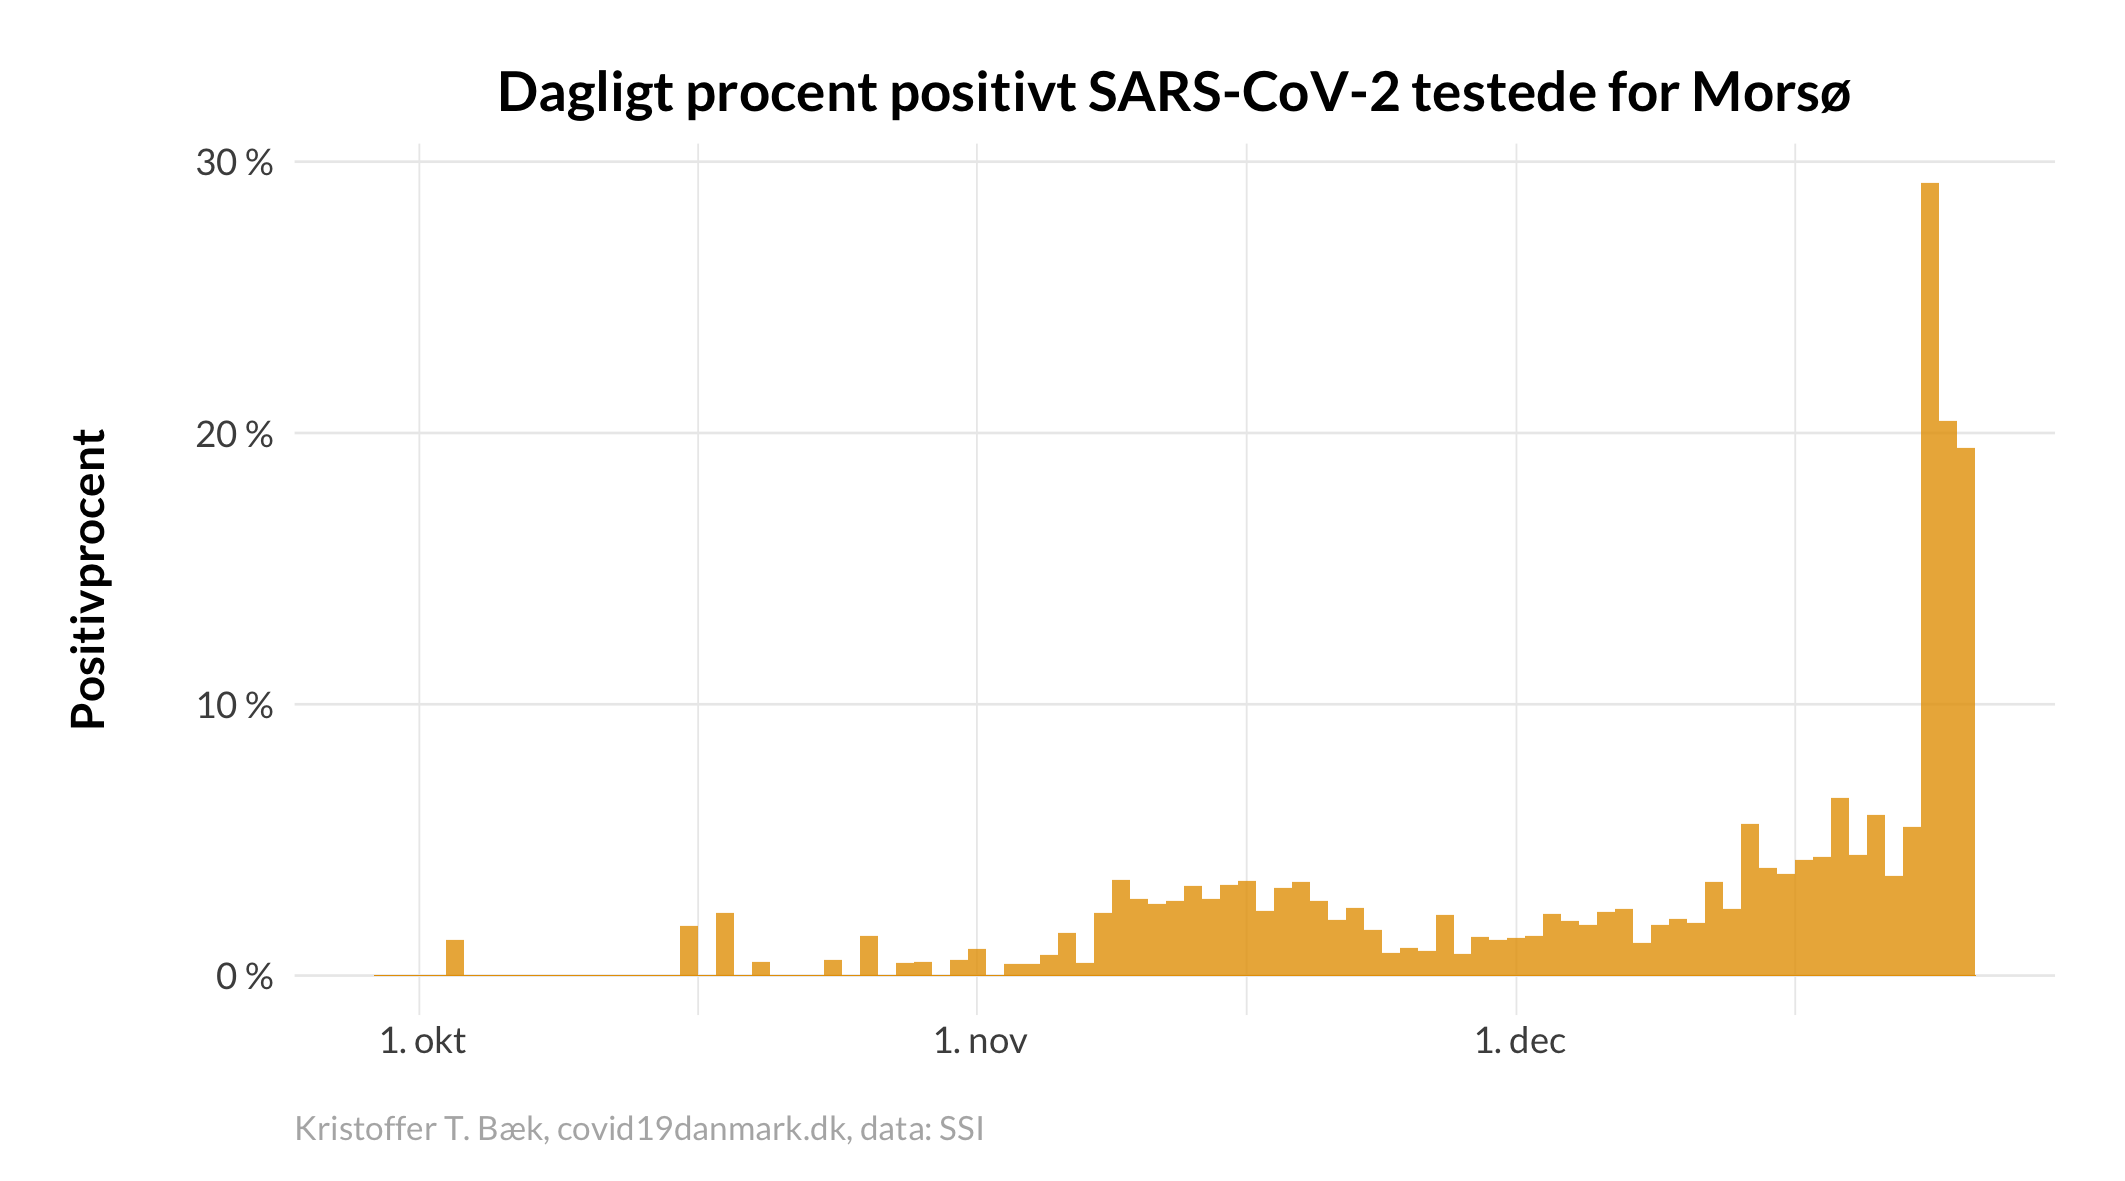 Dagligt procent positivt SARS-CoV-2 testede for Morsø
Positivprocent
30 %
20 %
10 %
0 %
1. okt
1. nov
1. dec
Kristoffer T. Bæk, covid19danmark.dk, data: SSI